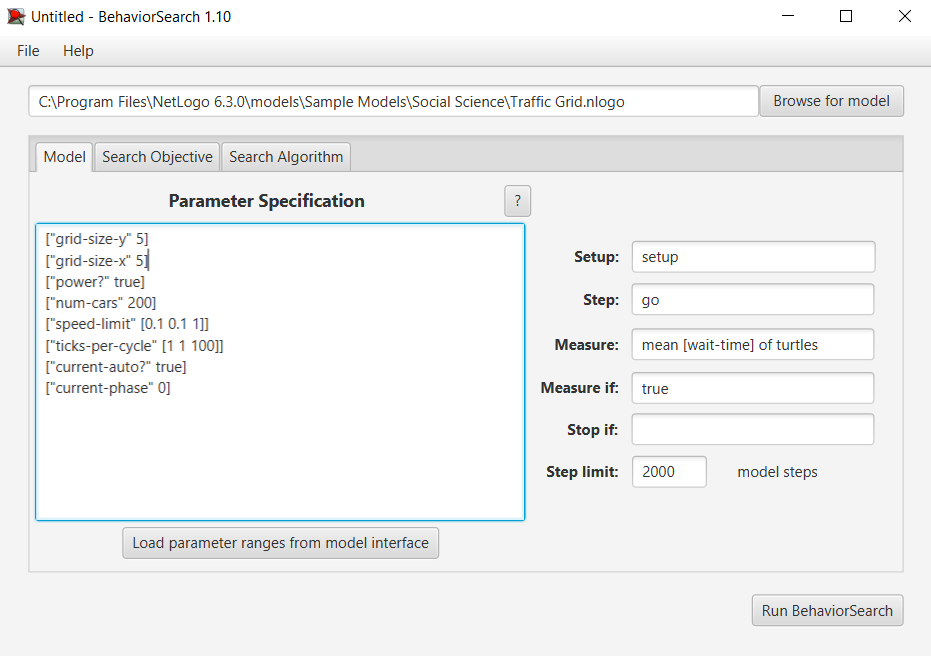 Untitled - BehaviorSearch 1.10
File Help
C:\Program Files\NetLogo 6.3.0\models\Sample Models\Social Science\Traffic Grid.nlogo
Browse for model
Model Search Objective Search Algorithm
Parameter Specification
?
["grid-size-y" 5]
["grid-size-x" 5]
["power?" true]
["num-cars" 200]
["speed-limit" [0.1 0.1 1]]
["ticks-per-cycle" [1 1 100]]
["current-auto?" true]
["current-phase" 0]
Load parameter ranges from model interface
Setup: setup
Step: go
Measure: mean [wait-time] of turtles
Measure if: true
Stop if:
Step limit: 2000 model steps
Run BehaviorSearch